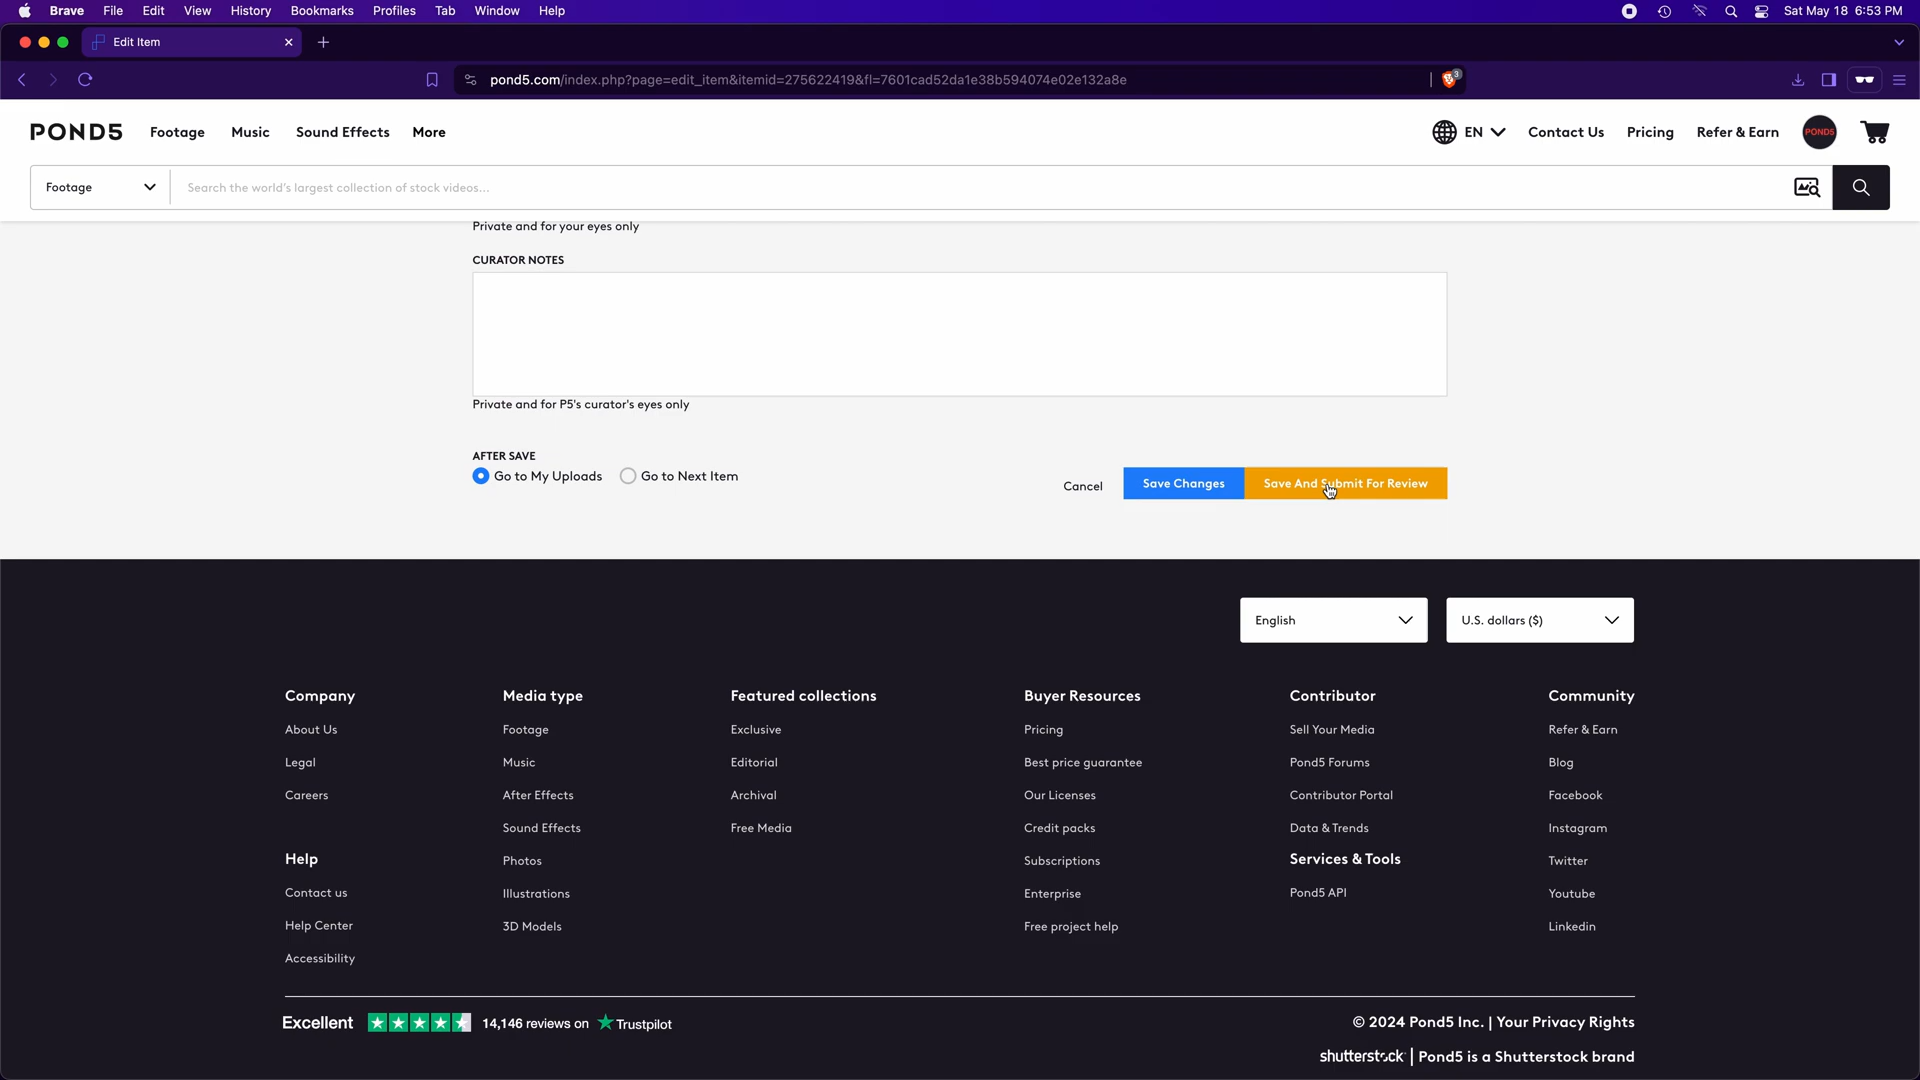 Brave File Edit View History Bookmarks Profiles Tab Window Help Sat May 18 6:53 PM
Edit Item
pond5.com/index.php?page=edit_item&itemid=275622419&fl=7601cad52da1e38b594074e02e132a8e 3
POND5 Footage Music Sound Effects More EN Contact Us Pricing Refer & Earn POND5
Footage Search the world's largest collection of stock videos...
Private and for your eyes only
CURATOR NOTES
Private and for P5's curator's eyes only
AFTER SAVE
Go to My Uploads Go to Next Item
Cancel Save Changes Save And Submit For Review
English U.S. dollars ($)
Company
About Us
Legal
Careers
Help
Contact us
Help Center
Accessibility
Media type
Footage
Music
After Effects
Sound Effects
Photos
Illustrations
3D Models
Featured collections
Exclusive
Editorial
Archival
Free Media
Buyer Resources
Pricing
Best price guarantee
Our Licenses
Credit packs
Subscriptions
Enterprise
Free project help
Contributor
Sell Your Media
Pond5 Forums
Contributor Portal
Data & Trends
Services & Tools
Pond5 API
Community
Refer & Earn
Blog
Facebook
Instagram
Twitter
Youtube
Linkedin
Excellent 14,146 reviews on Trustpilot
© 2024 Pond5 Inc. | Your Privacy Rights
shutterstock | Pond5 is a Shutterstock brand